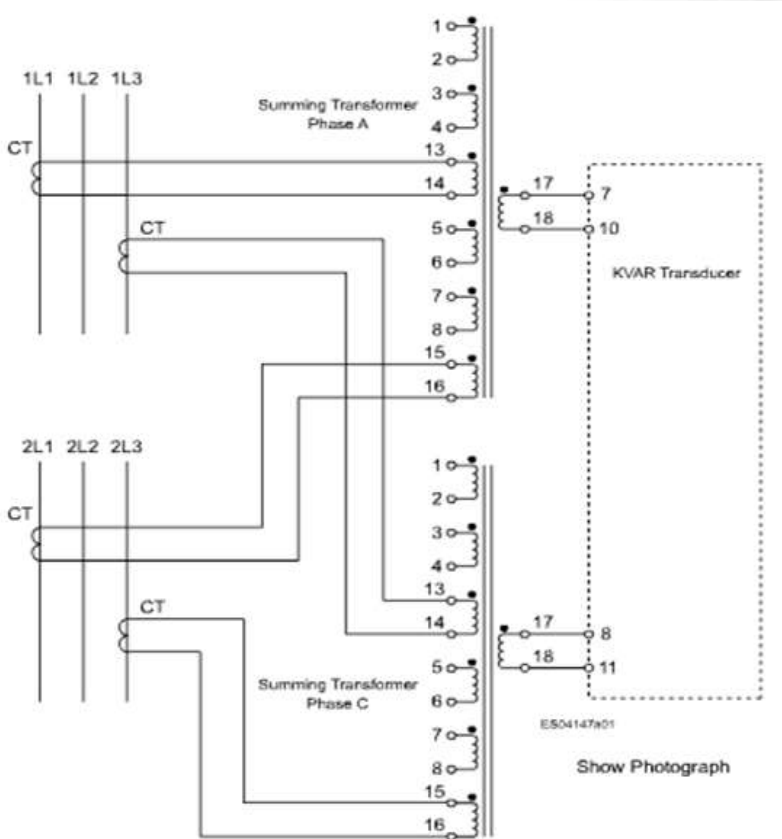 1
2
1L1 1L2 1L3
3
Summing Transformer
Phase A
4
CT
13
14
17
7
18
10
CT
5
6
KVAR Transducer
7
8
15
16
2L1 2L2 2L3
1
2
CT
3
4
13
CT
14
17
8
18
11
5
Summing Transformer
Phase C
6
ES04147a01
7
8
Show Photograph
15
16